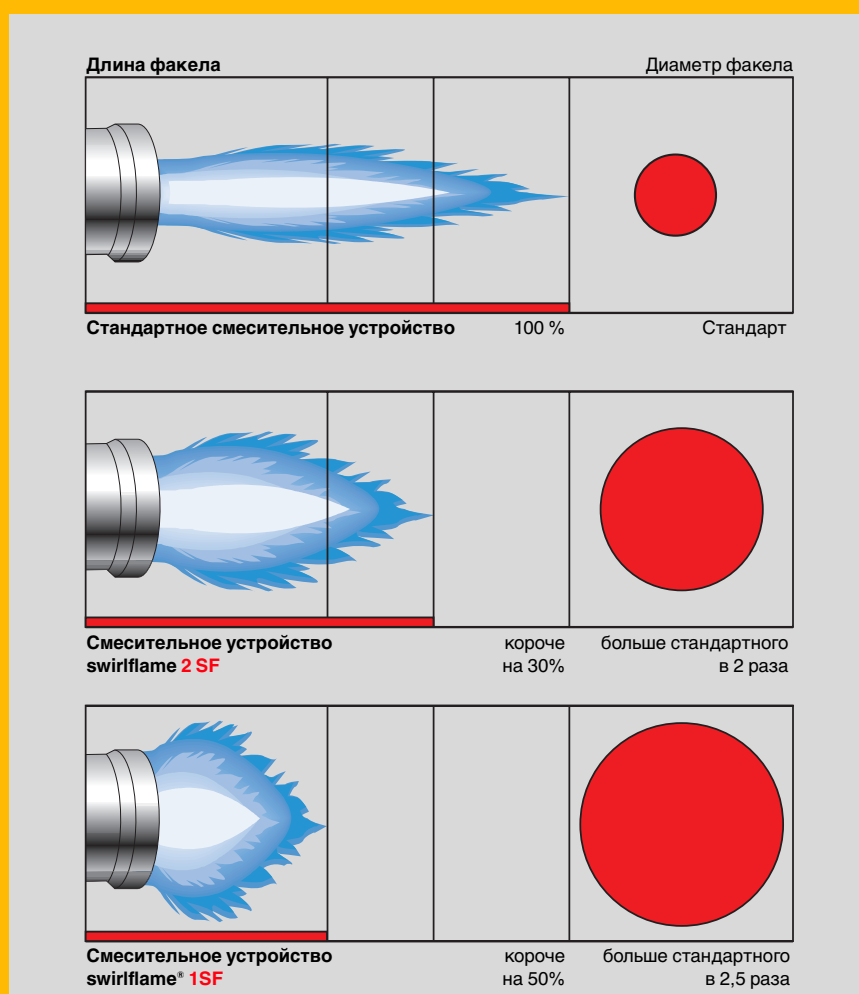 Длина факела Диаметр факела
Стандартное смесительное устройство 100 % Стандарт
Смесительное устройство короче больше стандартного
swirlflame 2 SF на 30% в 2 раза
Смесительное устройство короче больше стандартного
swirlflame® 1SF на 50% в 2,5 раза